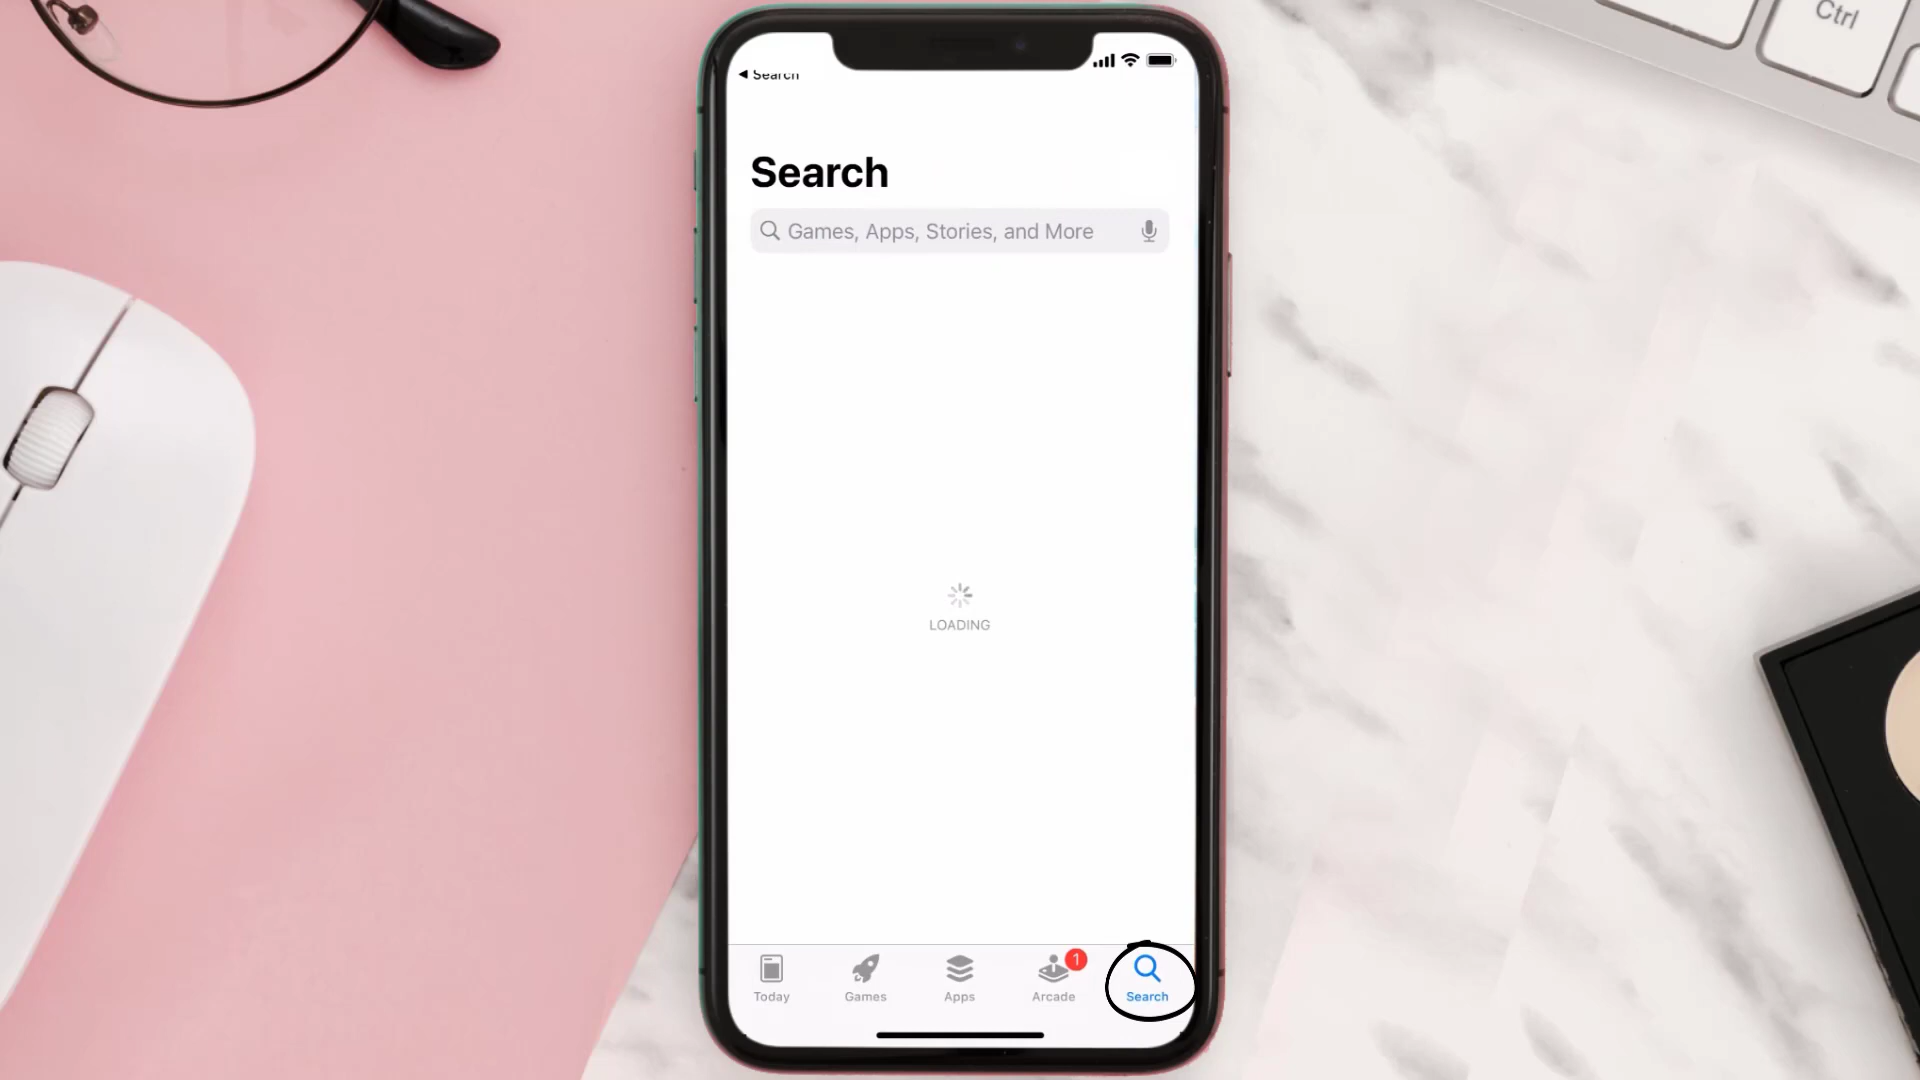 Ctrl
◀ Search
Search
Games, Apps, Stories, and More
LOADING
1
Today
Games
Apps
Arcade
Search